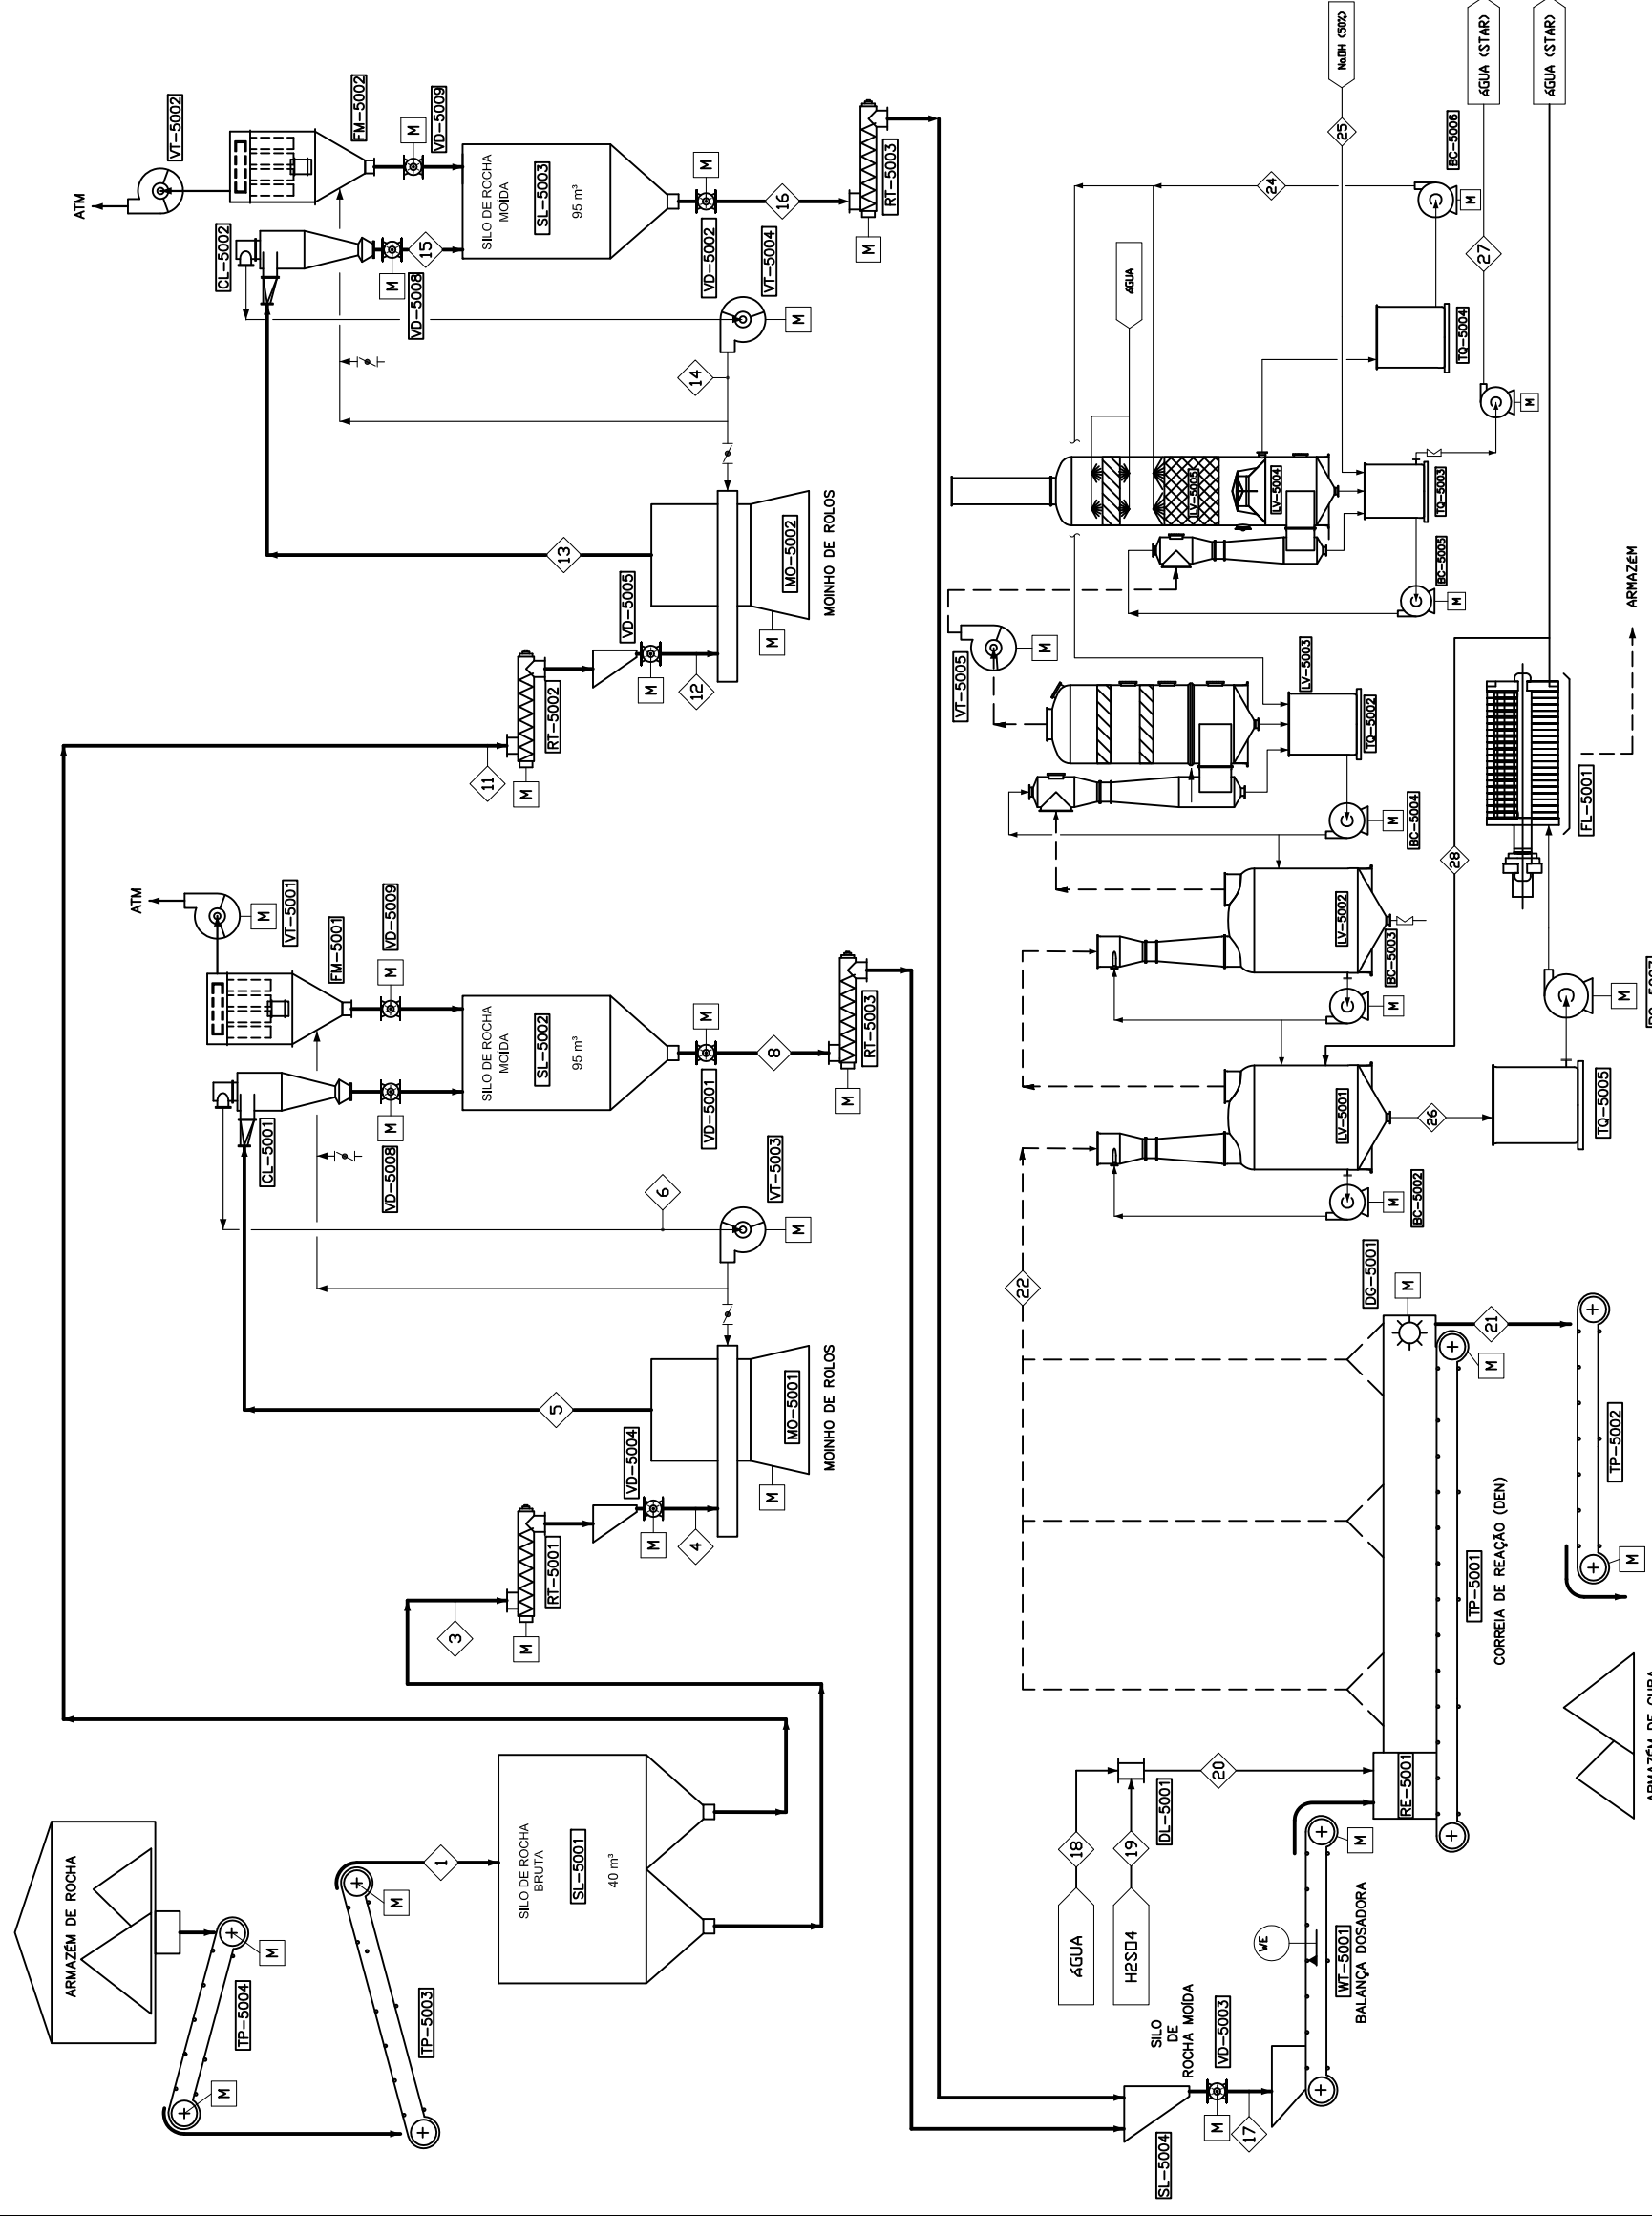 ARMAZÉM DE ROCHA
TP-5004
M
M
TP-5003
M
1
SILO DE ROCHA
BRUTA
SL-5001
40 m³
3
M
RT-5001
VD-5004
M
4
5
MO-5001
M
MOINHO DE ROLOS
CL-5001
VD-5008
M
6
VT-5003
M
ATM
VT-5001
M
FM-5001
VD-5009
M
SILO DE ROCHA
MOÍDA
SL-5002
95 m³
VD-5001
M
8
RT-5003
M
11
M
RT-5002
VD-5005
M
12
13
MO-5002
M
MOINHO DE ROLOS
14
CL-5002
VD-5008
M
15
VT-5004
M
ATM
VT-5002
FM-5002
VD-5009
M
SILO DE ROCHA
MOÍDA
SL-5003
95 m³
VD-5002
M
16
RT-5003
M
SL-5004
SILO
DE
ROCHA MOÍDA
VD-5003
M
17
WE
WT-5001
BALANÇA DOSADORA
M
ÁGUA
18
H2SO4
19
DL-5001
20
RE-5001
TP-5001
CORREIA DE REAÇÃO (DEN)
M
DG-5001
M
21
TP-5002
M
22
BC-5002
M
LV-5001
26
TQ-5005
BC-5003
M
LV-5002
M
28
BC-5004
M
LV-5003
TQ-5002
VT-5005
M
FL-5001
ARMAZÉM
LV-5005
LV-5004
BC-5005
M
TQ-5003
M
27
ÁGUA
TQ-5004
BC-5006
M
24
25
NaOH (50%)
ÁGUA (STAR)
ÁGUA (STAR)